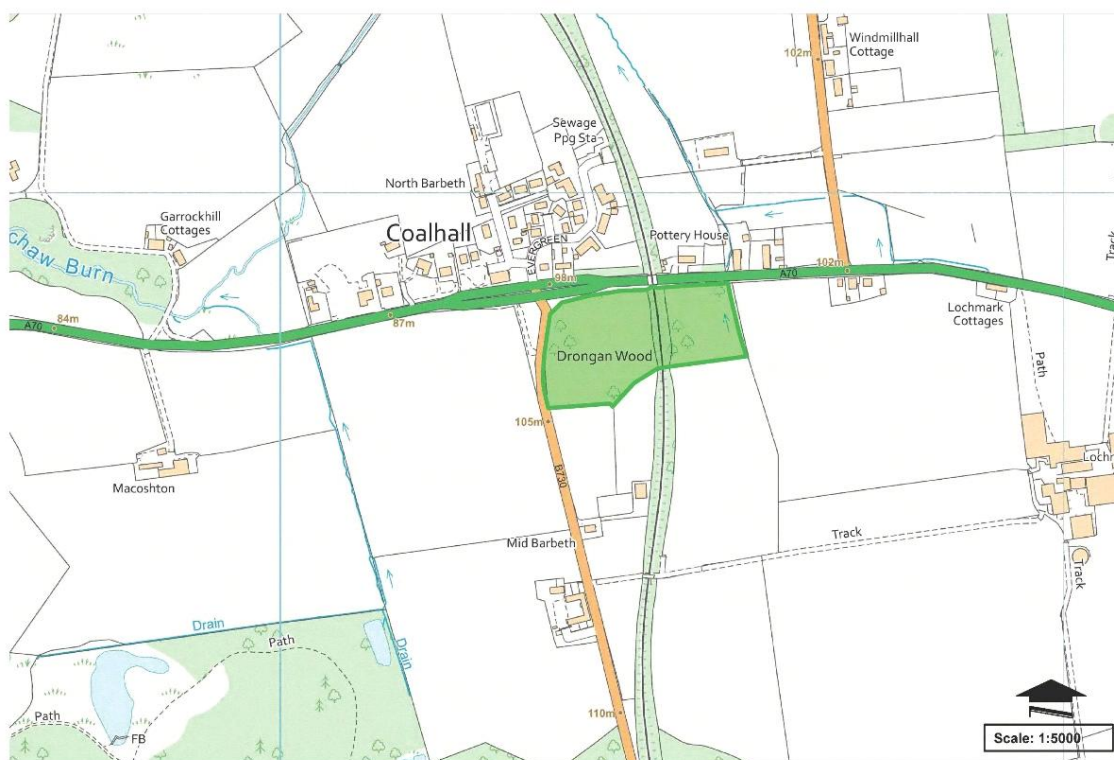 Windmillhall
Cottage
102m
Sewage
Ppg Sta
North Barbeth
Garrockhill
Cottages
Coalhall
EVERGREEN
Pottery House
chaw Burn
98m
102m
A70
87m
84m
A70
Lochmark
Cottages
Track
Path
Drongan Wood
105m
B730
Macoshton
Loch
Mid Barbeth
Track
Track
Drain
Path
Drain
Path
FB
110m
Scale: 1:5000